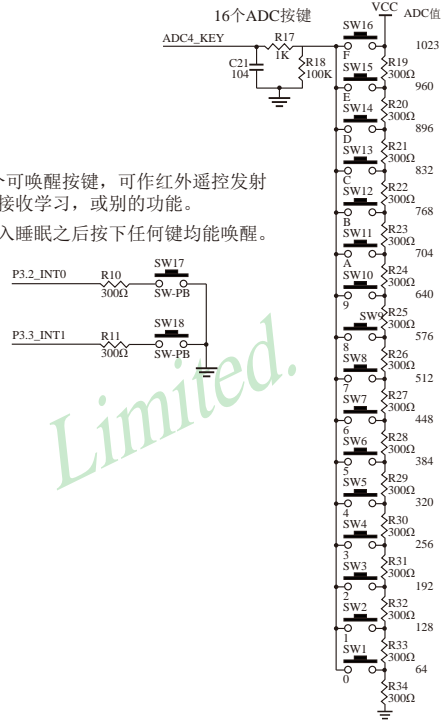 16个ADC按键
VCC
ADC值
SW16
ADC4_KEY
R17
1K
F
1023
C21
104
R18
100K
R19
300Ω
SW15
E
960
R20
300Ω
SW14
D
896
R21
300Ω
SW13
C
832
R22
300Ω
SW12
B
768
R23
300Ω
SW11
A
704
R24
300Ω
SW10
9
640
R25
300Ω
SW9
8
576
R26
300Ω
SW8
7
512
R27
300Ω
SW7
6
448
R28
300Ω
SW6
5
384
R29
300Ω
SW5
4
320
R30
300Ω
SW4
3
256
R31
300Ω
SW3
2
192
R32
300Ω
SW2
1
128
R33
300Ω
SW1
0
64
R34
300Ω
可唤醒按键，可作红外遥控发射
接收学习，或别的功能。
入睡眠之后按下任何键均能唤醒。
P3.2_INT0
R10
300Ω
SW17
SW-PB
P3.3_INT1
R11
300Ω
SW18
SW-PB
Limited.